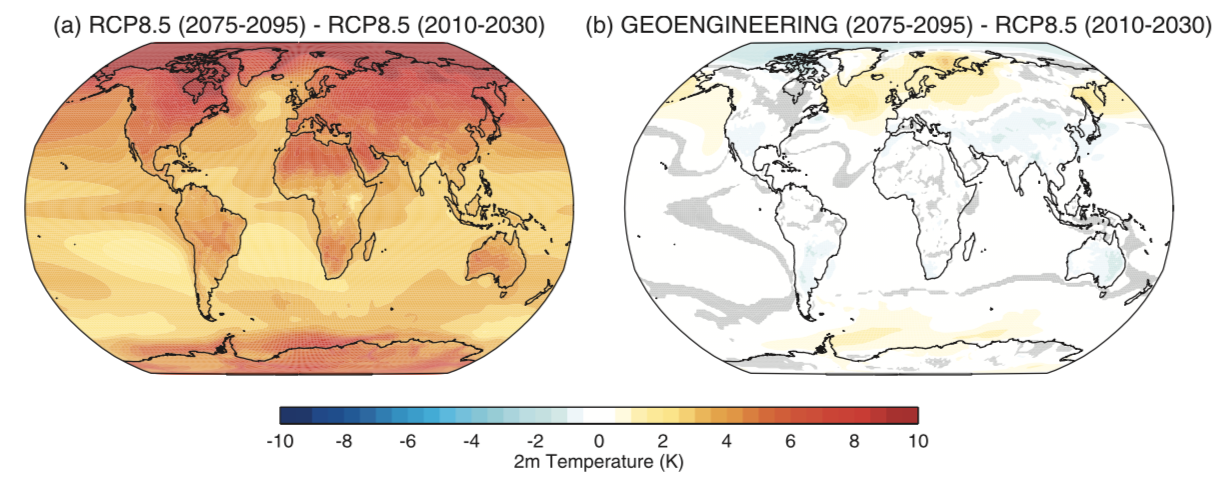 (a) RCP8.5 (2075-2095) - RCP8.5 (2010-2030)
(b) GEOENGINEERING (2075-2095) - RCP8.5 (2010-2030)
-10 -8 -6 -4 -2 0 2 4 6 8 10
2m Temperature (K)